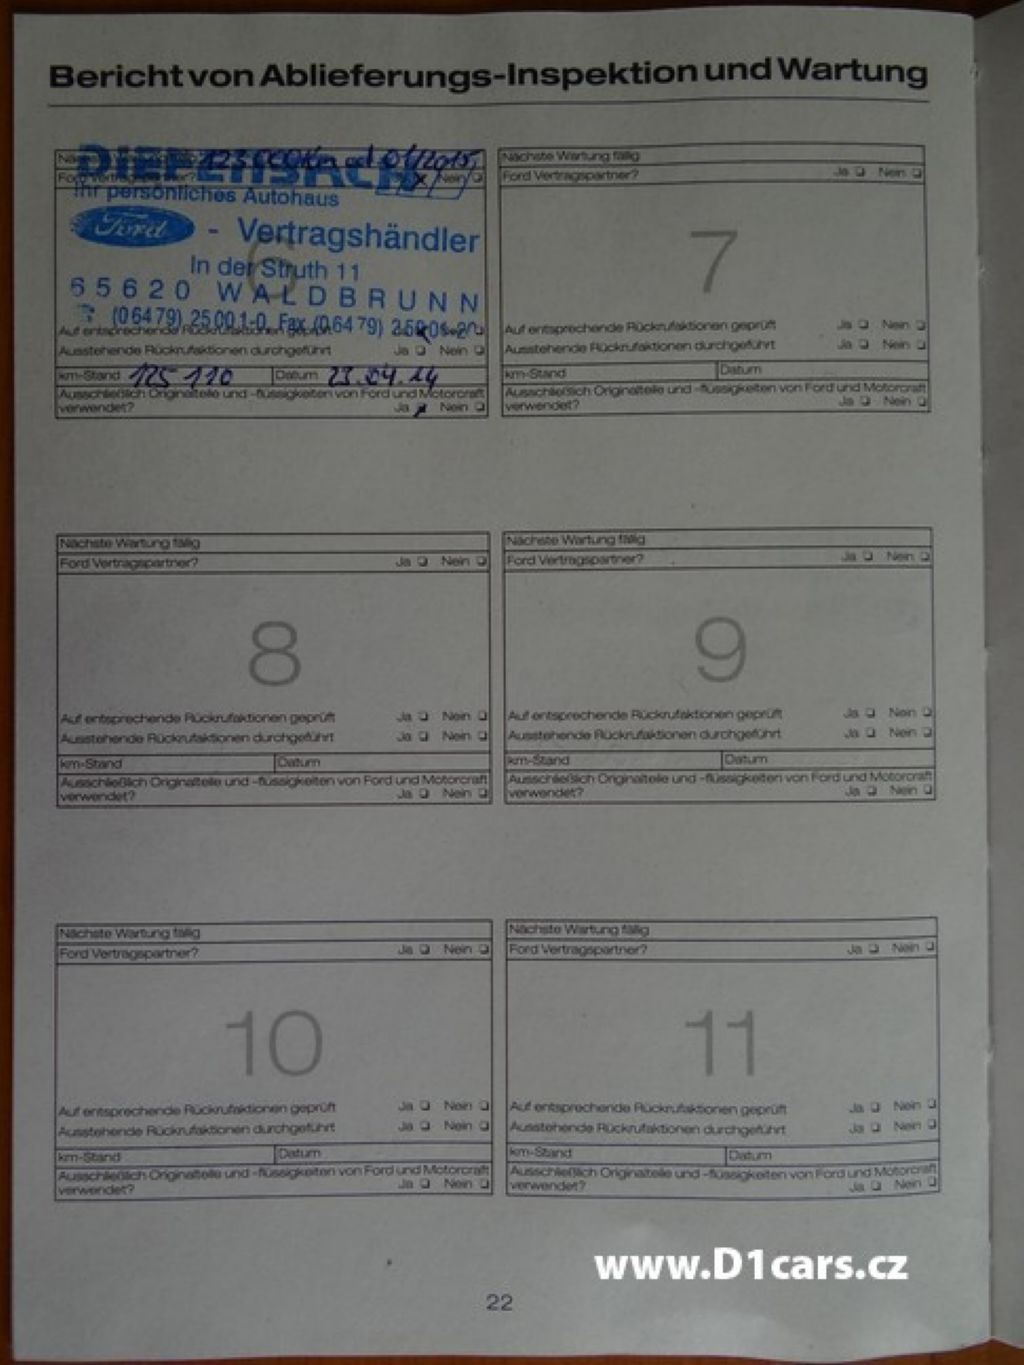 Bericht von Ablieferungs-Inspektion und Wartung
Ford Vertragspartner? Nein
Ihr persönliches Autohaus
Ford - Vertragshändler
6
In der Struth 11
65620 WALDBRUNN
(06479) 25001-0 Fax (06479)
Auf entsprechende Rückrufaktionen geprüft
Ausstehende Rückrufaktionen durchgeführt Ja ❏ Nein ❏
km-Stand 125 110 Datum 23.04.14
Ausschließlich Originalteile und -flüssigkeiten von Ford und Motorcraft
verwendet? Ja Nein ❏
Nächste Wartung fällig
Ford Vertragspartner? Ja ❏ Nein ❏
7
Auf entsprechende Rückrufaktionen geprüft Ja ❏ Nein ❏
Ausstehende Rückrufaktionen durchgeführt Ja ❏ Nein ❏
km-Stand Datum
Ausschließlich Originalteile und -flüssigkeiten von Ford und Motorcraft
verwendet? Ja ❏ Nein ❏
Nächste Wartung fällig
Ford Vertragspartner? Ja ❏ Nein ❏
8
Auf entsprechende Rückrufaktionen geprüft Ja ❏ Nein ❏
Ausstehende Rückrufaktionen durchgeführt Ja ❏ Nein ❏
km-Stand Datum
Ausschließlich Originalteile und -flüssigkeiten von Ford und Motorcraft
verwendet? Ja ❏ Nein ❏
Nächste Wartung fällig
Ford Vertragspartner? Ja ❏ Nein ❏
9
Auf entsprechende Rückrufaktionen geprüft Ja ❏ Nein ❏
Ausstehende Rückrufaktionen durchgeführt Ja ❏ Nein ❏
km-Stand Datum
Ausschließlich Originalteile und -flüssigkeiten von Ford und Motorcraft
verwendet? Ja ❏ Nein ❏
Nächste Wartung fällig
Ford Vertragspartner? Ja ❏ Nein ❏
10
Auf entsprechende Rückrufaktionen geprüft Ja ❏ Nein ❏
Ausstehende Rückrufaktionen durchgeführt Ja ❏ Nein ❏
km-Stand Datum
Ausschließlich Originalteile und -flüssigkeiten von Ford und Motorcraft
verwendet? Ja ❏ Nein ❏
Nächste Wartung fällig
Ford Vertragspartner? Ja ❏ Nein ❏
11
Auf entsprechende Rückrufaktionen geprüft Ja ❏ Nein ❏
Ausstehende Rückrufaktionen durchgeführt Ja ❏ Nein ❏
km-Stand Datum
Ausschließlich Originalteile und -flüssigkeiten von Ford und Motorcraft
verwendet? Ja ❏ Nein ❏
www.D1cars.cz
22